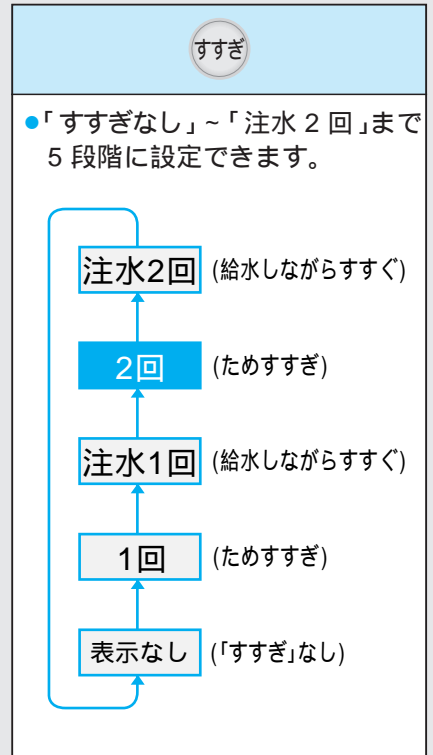 すすぎ
●「すすぎなし」~「注水2回」まで
5段階に設定できます。
注水2回 (給水しながらすすぐ)
2回 (ためすすぎ)
注水1回 (給水しながらすすぐ)
1回 (ためすすぎ)
表示なし (「すすぎ」なし)